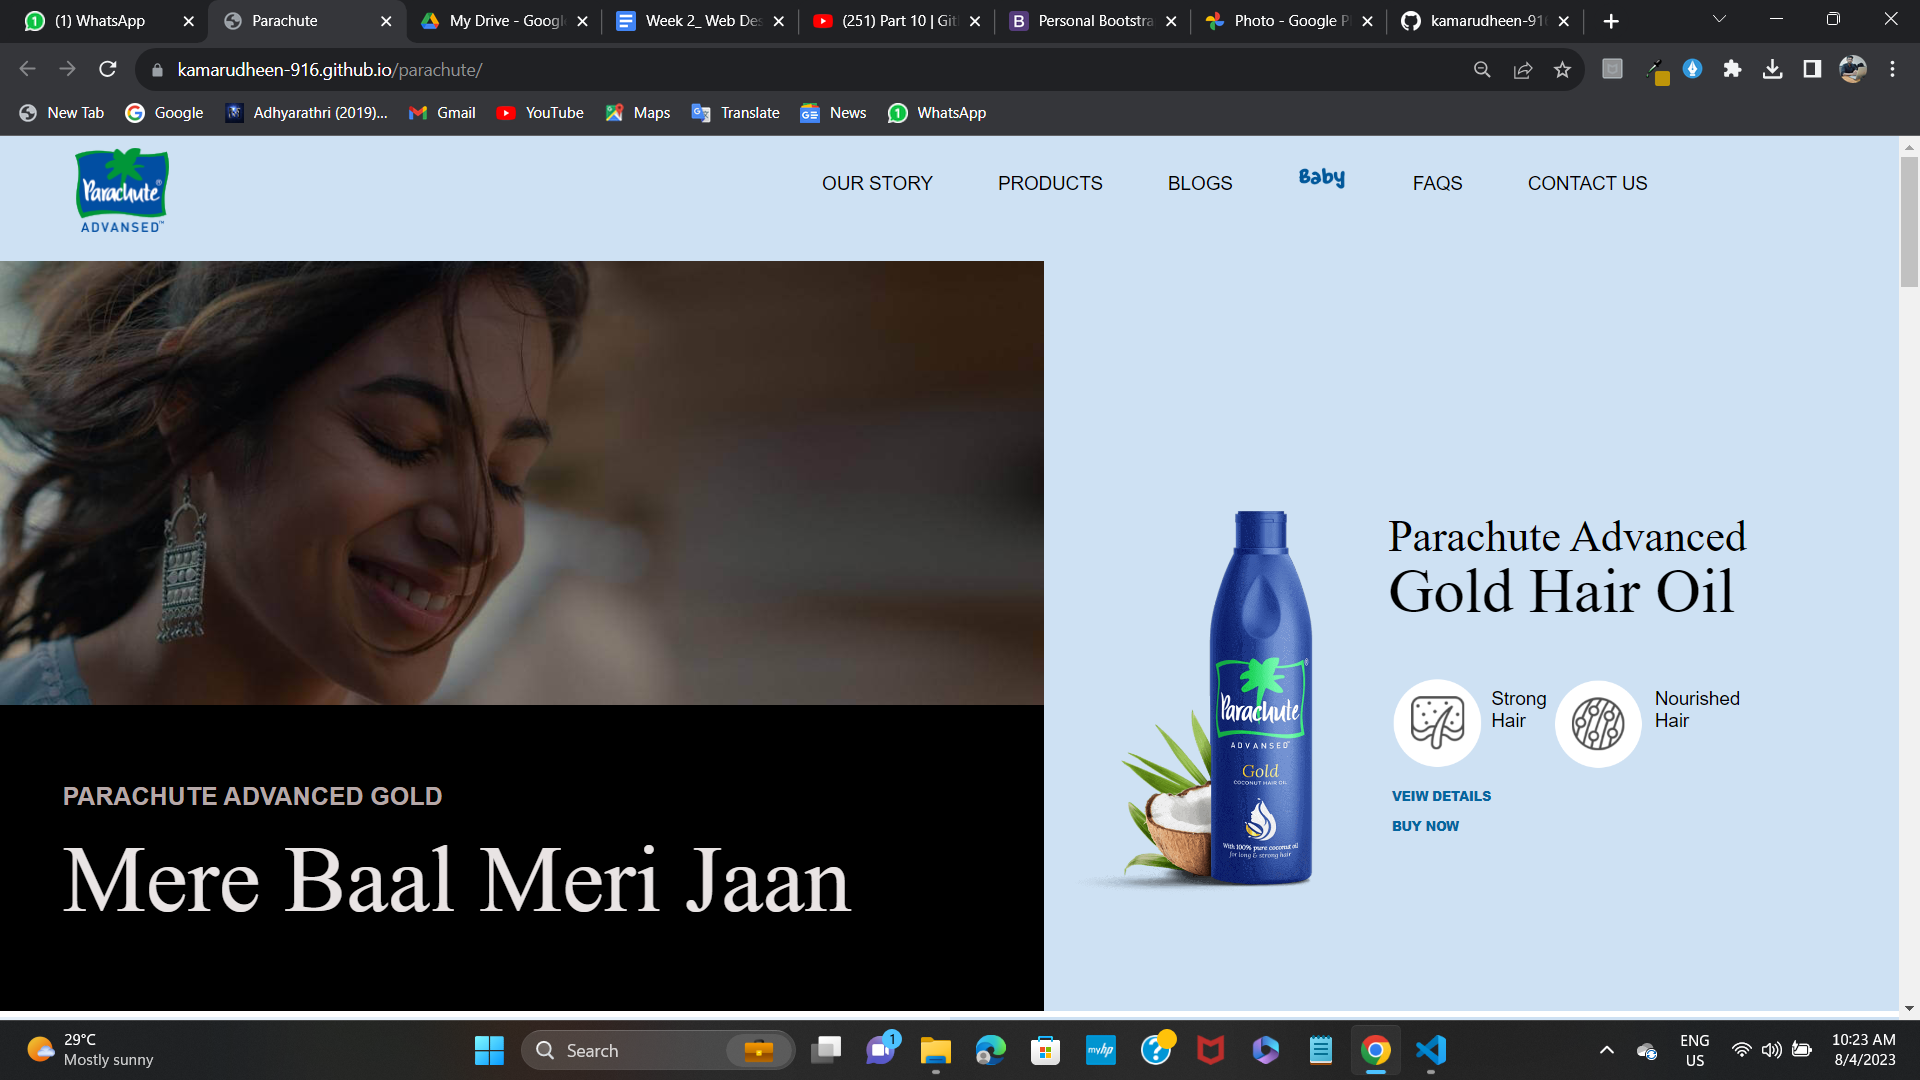 (1) WhatsApp
Parachute
My Drive - Googl
Week 2_ Web Des
(251) Part 10 | Git
Personal Bootstra
Photo - Google P
kamarudheen-916
kamarudheen-916.github.io/parachute/
New Tab
Google
Adhyarathri (2019)...
Gmail
YouTube
Maps
Translate
News
WhatsApp
Parachute®
ADVANSED™
OUR STORY
PRODUCTS
BLOGS
Baby
FAQS
CONTACT US
PARACHUTE ADVANCED GOLD
Mere Baal Meri Jaan
Parachute®
ADVANSED
Gold
COCONUT HAIR OIL
With 100% pure coconut oil
for long & strong hair
Parachute Advanced
Gold Hair Oil
Strong
Hair
Nourished
Hair
VEIW DETAILS
BUY NOW
29°C
Mostly sunny
Search
1
myhp
ENG
US
10:23 AM
8/4/2023